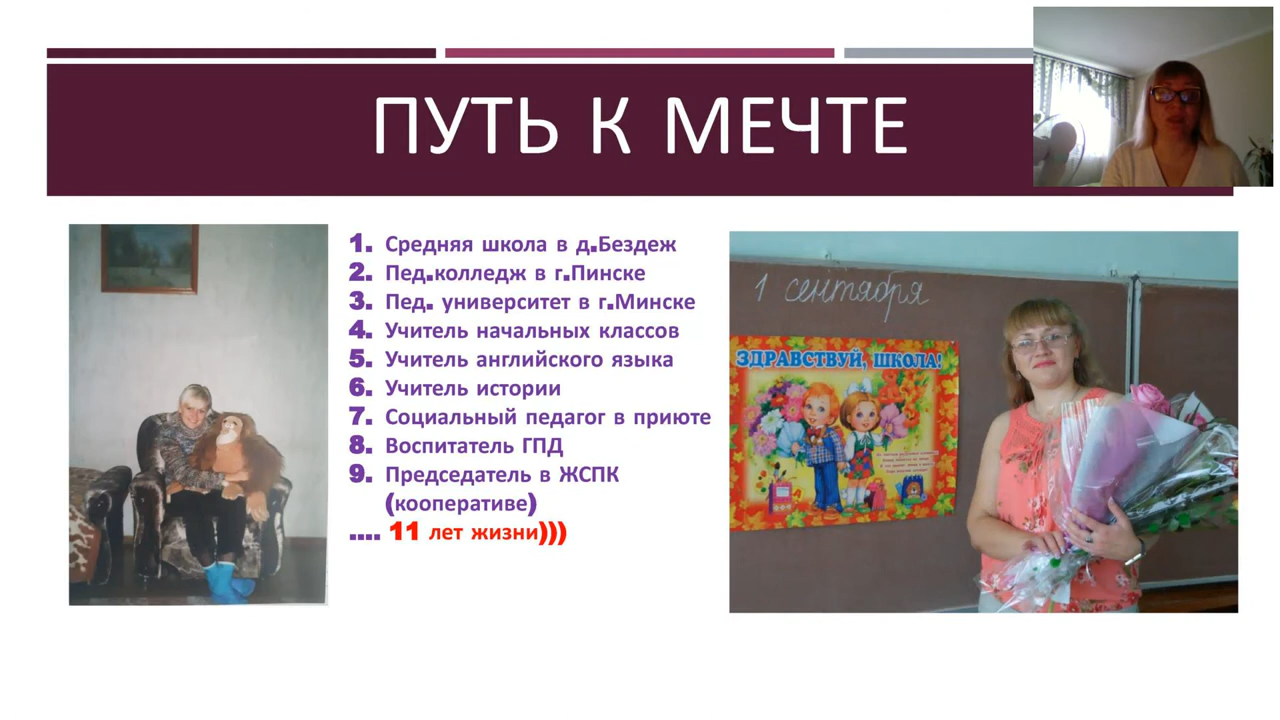 ПУТЬ К МЕЧТЕ
1. Средняя школа в д.Бездеж
2. Пед.колледж в г.Пинске
3. Пед. университет в г.Минске
4. Учитель начальных классов
5. Учитель английского языка
6. Учитель истории
7. Социальный педагог в приюте
8. Воспитатель ГПД
9. Председатель в ЖСПК
(кооперативе)
.... 11 лет жизни)))
1 сентября
ЗДРАВСТВУЙ, ШКОЛА!